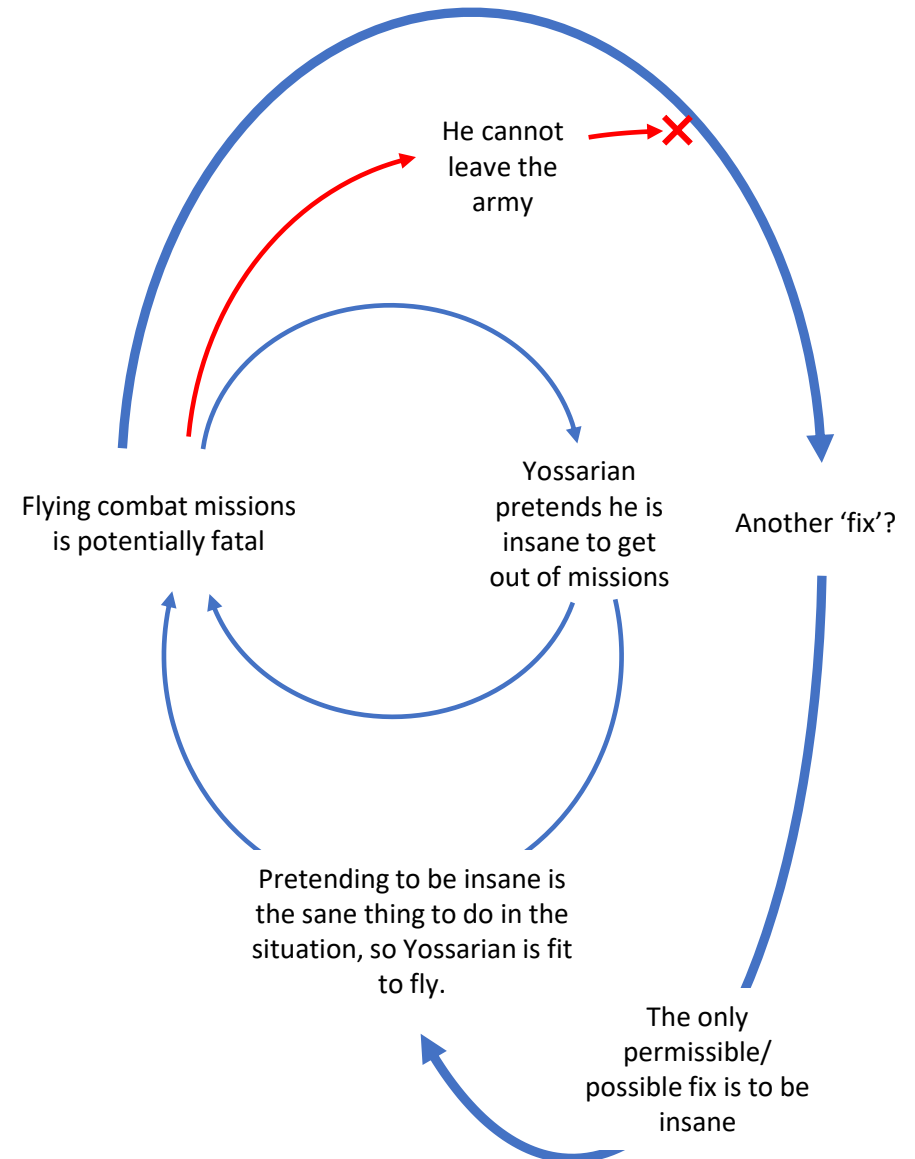 He cannot
leave the
army
Flying combat missions
is potentially fatal
Yossarian
pretends he is
insane to get
out of missions
Another ‘fix’?
Pretending to be insane is
the sane thing to do in the
situation, so Yossarian is fit
to fly.
The only
permissible/
possible fix is to be
insane